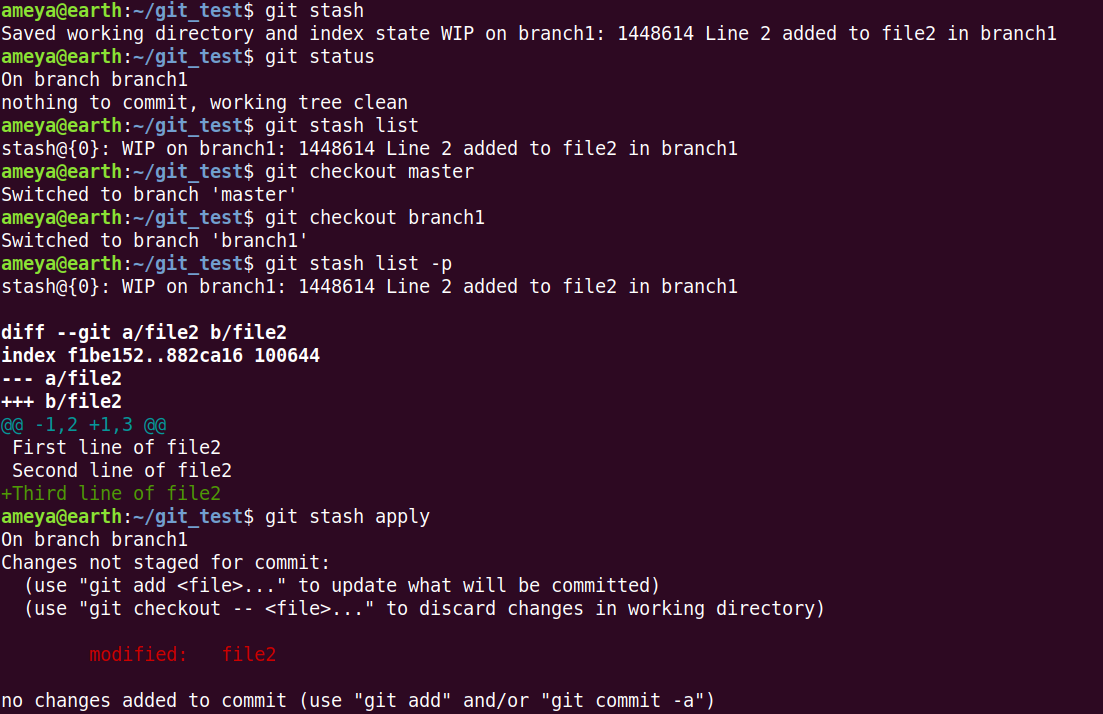 ameya@earth:~/git_test$ git stash
Saved working directory and index state WIP on branch1: 1448614 Line 2 added to file2 in branch1
ameya@earth:~/git_test$ git status
On branch branch1
nothing to commit, working tree clean
ameya@earth:~/git_test$ git stash list
stash@{0}: WIP on branch1: 1448614 Line 2 added to file2 in branch1
ameya@earth:~/git_test$ git checkout master
Switched to branch 'master'
ameya@earth:~/git_test$ git checkout branch1
Switched to branch 'branch1'
ameya@earth:~/git_test$ git stash list -p
stash@{0}: WIP on branch1: 1448614 Line 2 added to file2 in branch1

diff --git a/file2 b/file2
index f1be152..882ca16 100644
--- a/file2
+++ b/file2
@@ -1,2 +1,3 @@
 First line of file2
 Second line of file2
+Third line of file2
ameya@earth:~/git_test$ git stash apply
On branch branch1
Changes not staged for commit:
  (use "git add <file>..." to update what will be committed)
  (use "git checkout -- <file>..." to discard changes in working directory)

        modified:   file2

no changes added to commit (use "git add" and/or "git commit -a")